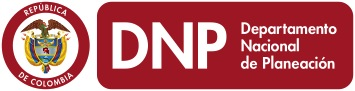 REPÚBLICA
DE COLOMBIA
DNP
Departamento
Nacional
de Planeación